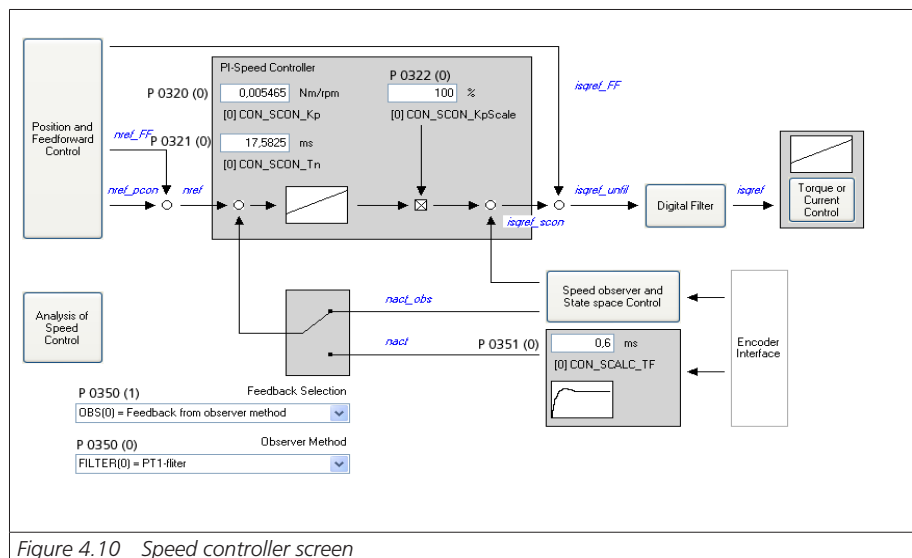 PI-Speed Controller
P 0320 (0)
0,005465 Nm/rpm
[0] CON_SCON_Kp
P 0322 (0)
100 %
[0] CON_SCON_KpScale
isqref_FF
Position and
Feedforward
Control
nref_FF
P 0321 (0)
17,5825 ms
[0] CON_SCON_Tn
nref_pcon
nref
isqref_scon
isqref_unfil
Digital Filter
isqref
Torque or
Current
Control
Analysis of
Speed
Control
nact_obs
nact
Speed observer and
State space Control
P 0351 (0)
0,6 ms
[0] CON_SCALC_TF
Encoder
Interface
P 0350 (1)
Feedback Selection
OBS(0) = Feedback from observer method
P 0350 (0)
Observer Method
FILTER(0) = PT1-fliter
Figure 4.10 Speed controller screen